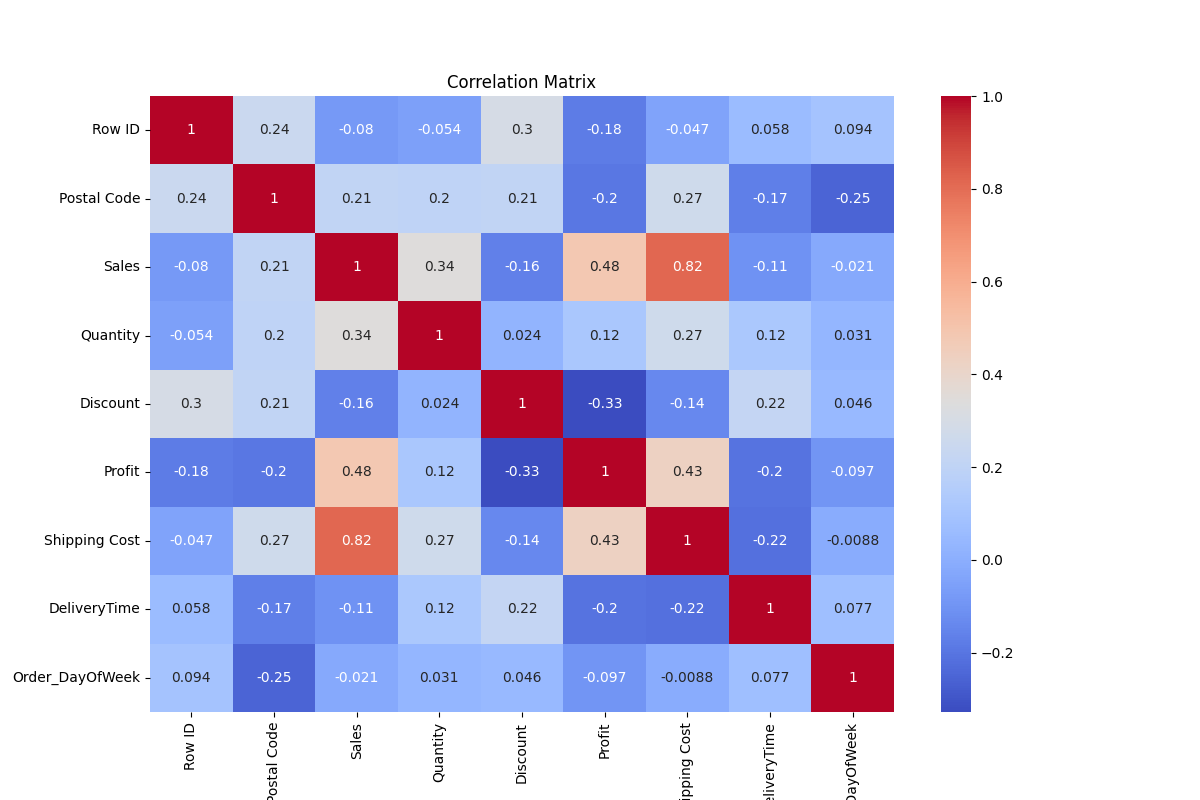 Correlation Matrix
Row ID 1 0.24 -0.08 -0.054 0.3 -0.18 -0.047 0.058 0.094
Postal Code 0.24 1 0.21 0.2 0.21 -0.2 0.27 -0.17 -0.25
Sales -0.08 0.21 1 0.34 -0.16 0.48 0.82 -0.11 -0.021
Quantity -0.054 0.2 0.34 1 0.024 0.12 0.27 0.12 0.031
Discount 0.3 0.21 -0.16 0.024 1 -0.33 -0.14 0.22 0.046
Profit -0.18 -0.2 0.48 0.12 -0.33 1 0.43 -0.2 -0.097
Shipping Cost -0.047 0.27 0.82 0.27 -0.14 0.43 1 -0.22 -0.0088
DeliveryTime 0.058 -0.17 -0.11 0.12 0.22 -0.2 -0.22 1 0.077
Order_DayOfWeek 0.094 -0.25 -0.021 0.031 0.046 -0.097 -0.0088 0.077 1
Row ID
Postal Code
Sales
Quantity
Discount
Profit
ipping Cost
eliveryTime
DayOfWeek
1.0
0.8
0.6
0.4
0.2
0.0
−0.2